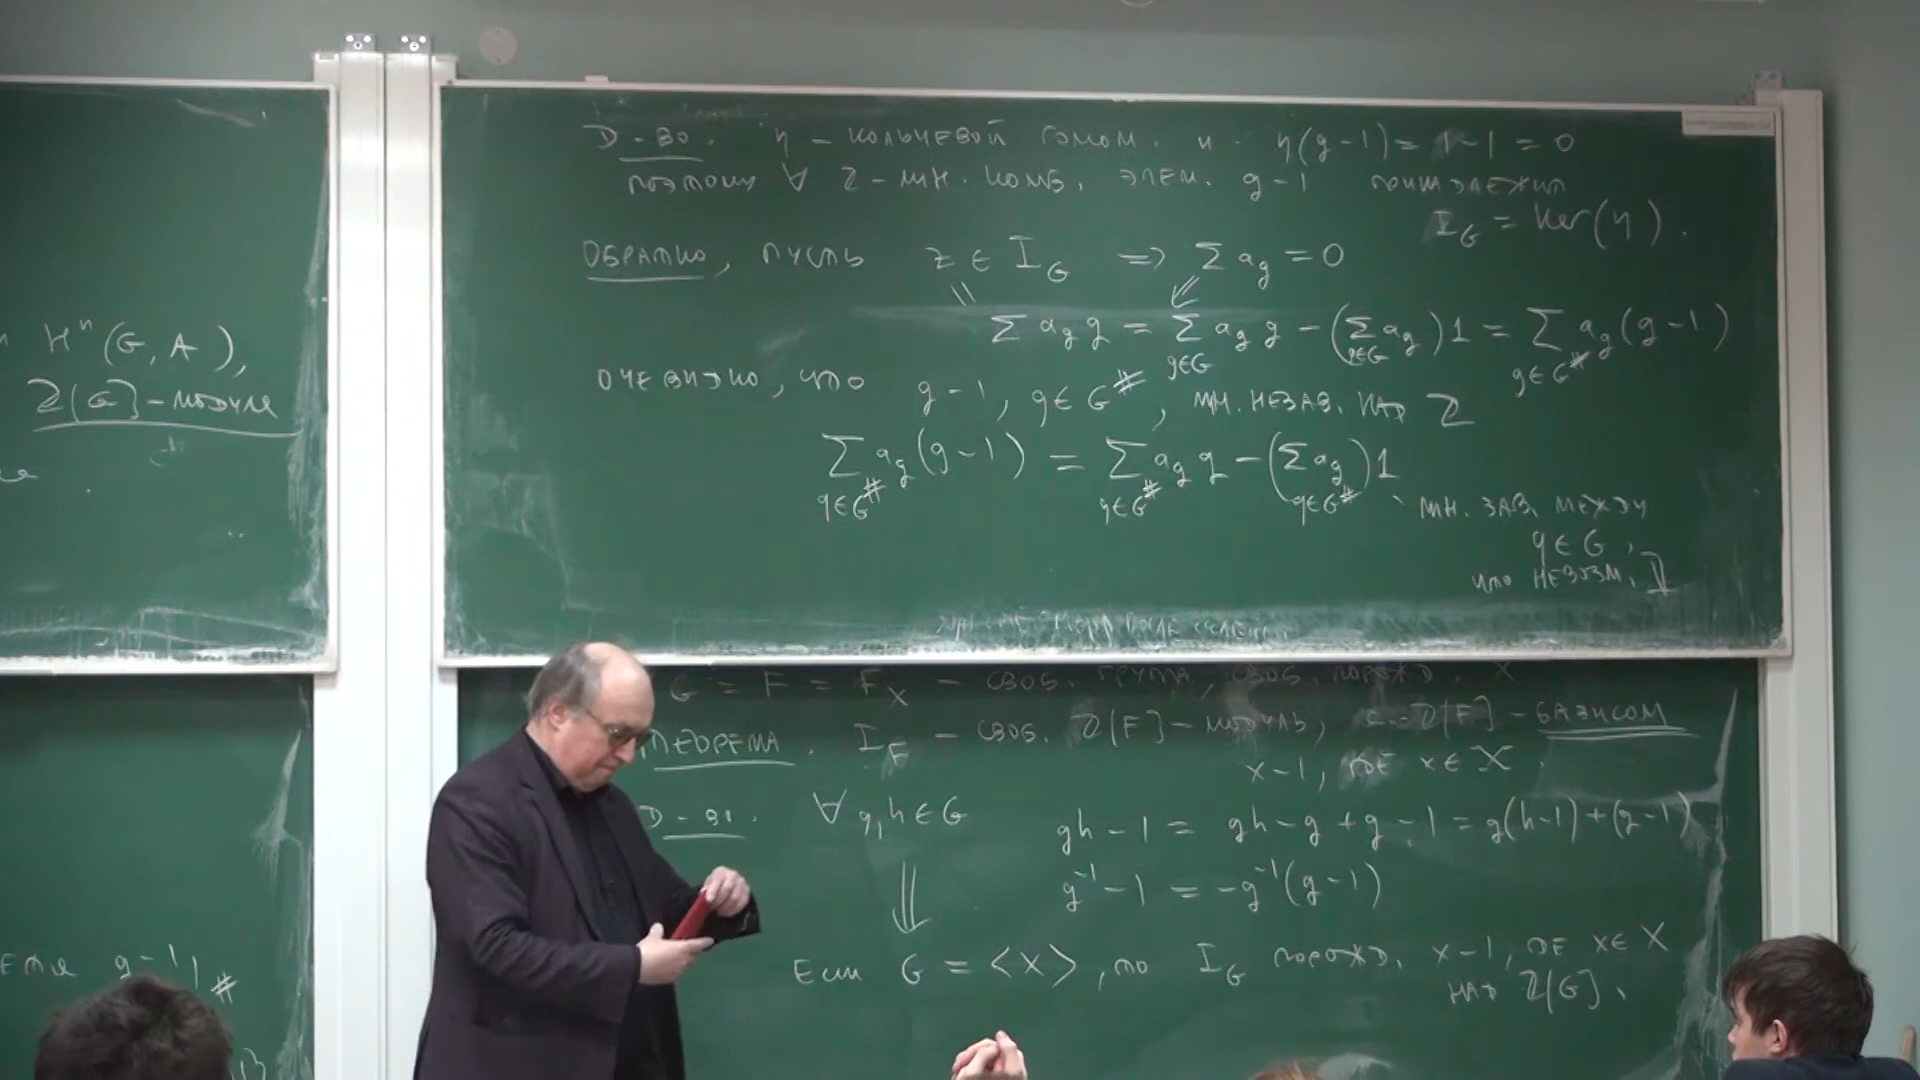 Д-во. η – кольцевой гомом. и η(g-1) = 1-1 = 0
поэтому ∀ Z-лин. комб. элем. g-1 принадлежит
I_G = Ker(η).
Обратно, пусть z ∈ I_G ⇒ Σ a_g = 0
|| ⇙
Σ a_g g = Σ_{g∈G} a_g g − (Σ_{g∈G} a_g)1 = Σ_{g∈G^#} a_g(g-1)
Очевидно, что g-1, g∈G^#, лин. незав. над Z
Σ_{g∈G^#} a_g(g-1) = Σ_{g∈G^#} a_g g − (Σ_{g∈G^#} a_g)1
лин. зав. между
g∈G,
что невозм.
H^n(G,A),
Z[G]-модуля
g-1, #
G = F = F_X – своб. группа, своб. порожд. X
Теорема. I_F – своб. Z[F]-модуль, с Z[F]-базисом
x-1, где x∈X.
Д-во. ∀ g,h∈G gh-1 = gh-g+g-1 = g(h-1)+(g-1)
⇓ g^{-1}-1 = -g^{-1}(g-1)
Если G = <X>, то I_G порожд. x-1, где x∈X
над Z[G].